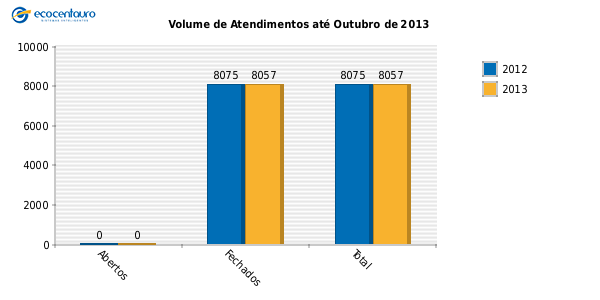 ecocentauro
Volume de Atendimentos até Outubro de 2013
10000
8000
6000
4000
2000
0
0
0
8075
8057
8075
8057
Abertos
Fechados
Total
2012
2013